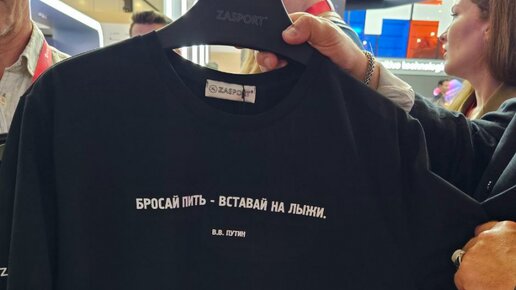 ZASPORT
ZASPORT
БРОСАЙ ПИТЬ - ВСТАВАЙ НА ЛЫЖИ.
В.В. ПУТИН